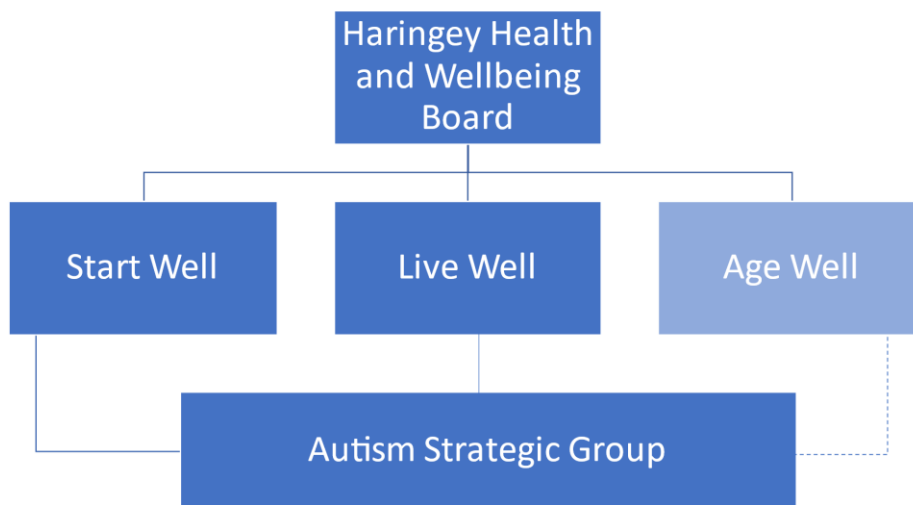 Haringey Health
and Wellbeing
Board
Start Well
Live Well
Age Well
Autism Strategic Group